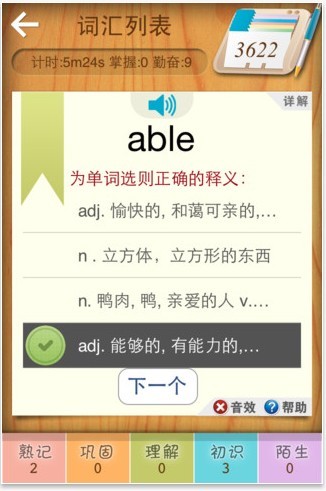 词汇列表
3622
计时:5m24s 掌握:0 勤奋:9
详解
able
为单词选则正确的释义:
adj. 愉快的, 和蔼可亲的,...
n . 立方体，立方形的东西
n. 鸭肉, 鸭, 亲爱的人 v....
adj. 能够的, 有能力的,...
下一个
音效 ?帮助
熟记 巩固 理解 初识 陌生
2 0 0 3 0